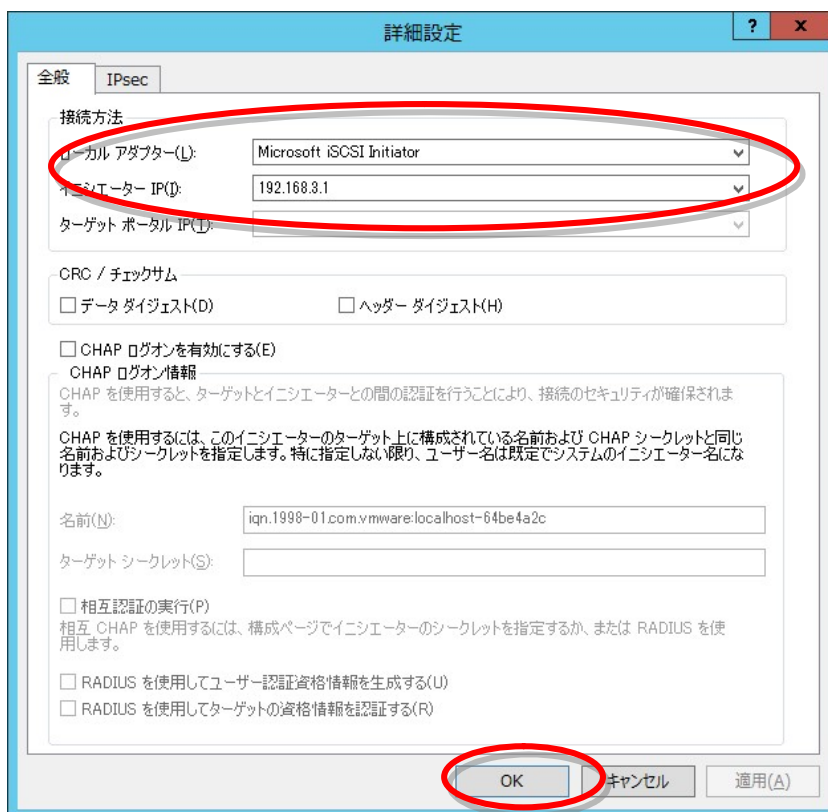 詳細設定
?
x
全般
IPsec
接続方法
ローカル アダプター(L):
Microsoft iSCSI Initiator
イニシエーター IP(I):
192.168.3.1
ターゲット ポータル IP(T):
CRC / チェックサム
データ ダイジェスト(D)
ヘッダー ダイジェスト(H)
CHAP ログオンを有効にする(E)
CHAP ログオン情報
CHAP を使用すると、ターゲットとイニシエーターとの間の認証を行うことにより、接続のセキュリティが確保されま
す。
CHAP を使用するには、このイニシエーターのターゲット上に構成されている名前および CHAP シークレットと同じ
名前およびシークレットを指定します。特に指定しない限り、ユーザー名は既定でシステムのイニシエーター名にな
ります。
名前(N):
iqn.1998-01.com.vmware:localhost-64be4a2c
ターゲット シークレット(S):
相互認証の実行(P)
相互 CHAP を使用するには、構成ページでイニシエーターのシークレットを指定するか、または RADIUS を使
用します。
RADIUS を使用してユーザー認証資格情報を生成する(U)
RADIUS を使用してターゲットの資格情報を認証する(R)
OK
キャンセル
適用(A)